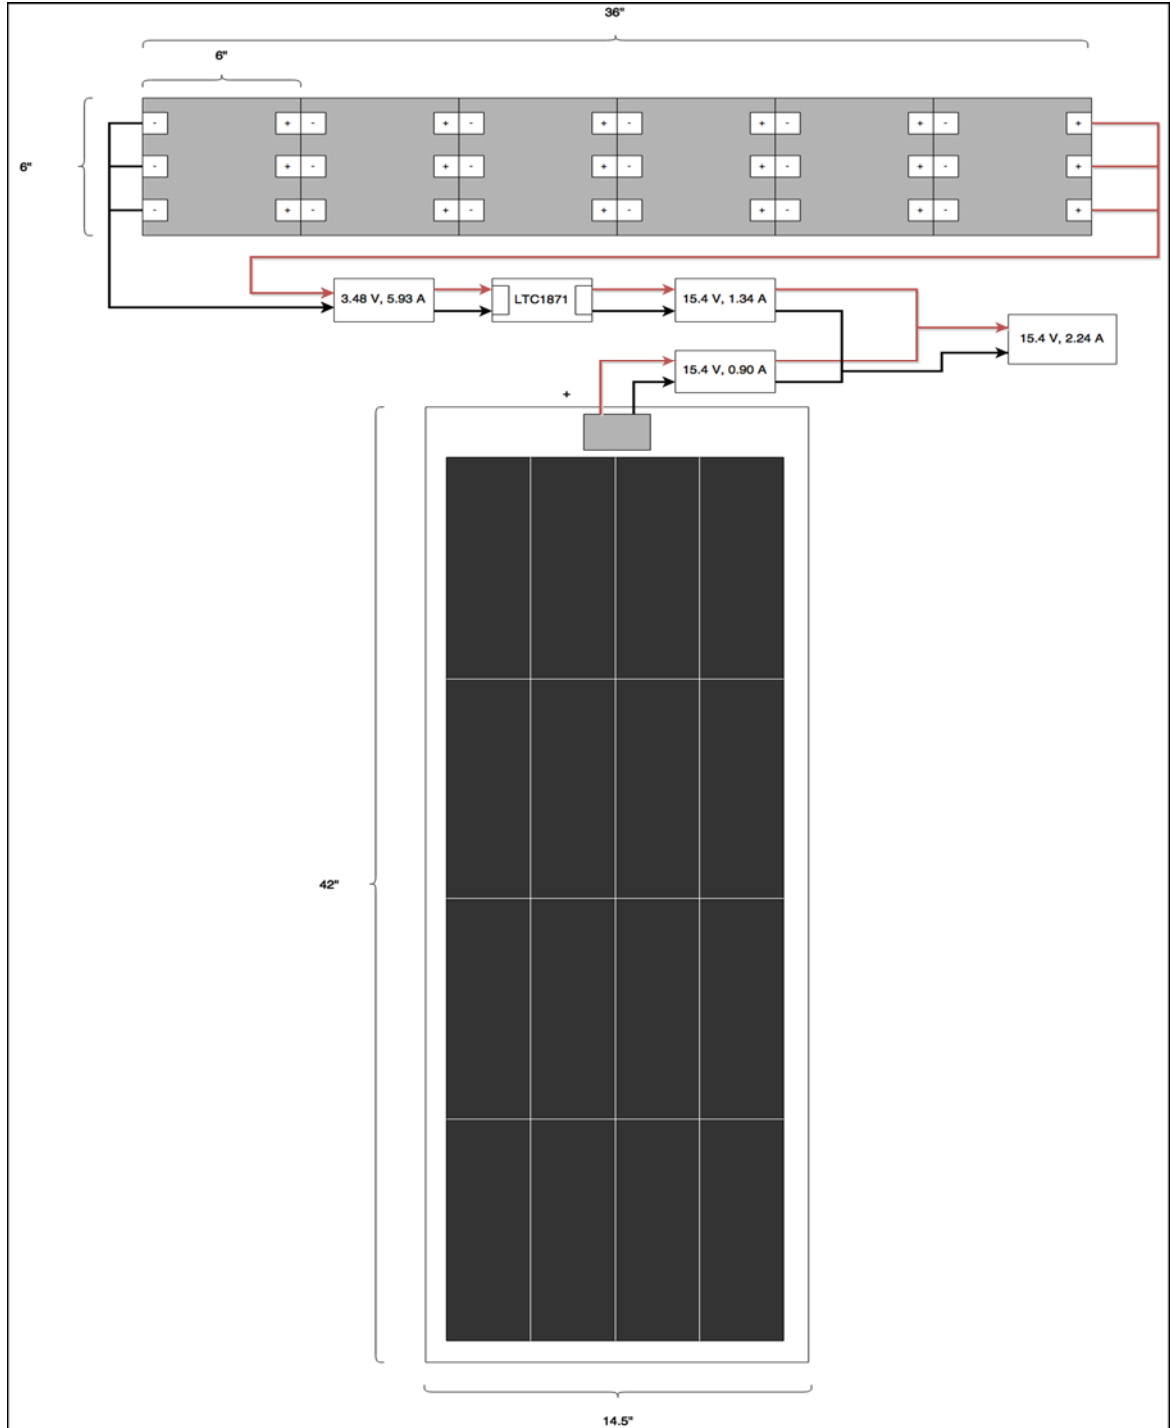 36"
6"
- + - + - + - + - + - +
6"
- + - + - + - + - + - +
- + - + - + - + - + - +
3.48 V, 5.93 A
LTC1871
15.4 V, 1.34 A
15.4 V, 2.24 A
15.4 V, 0.90 A
+
42"
14.5"